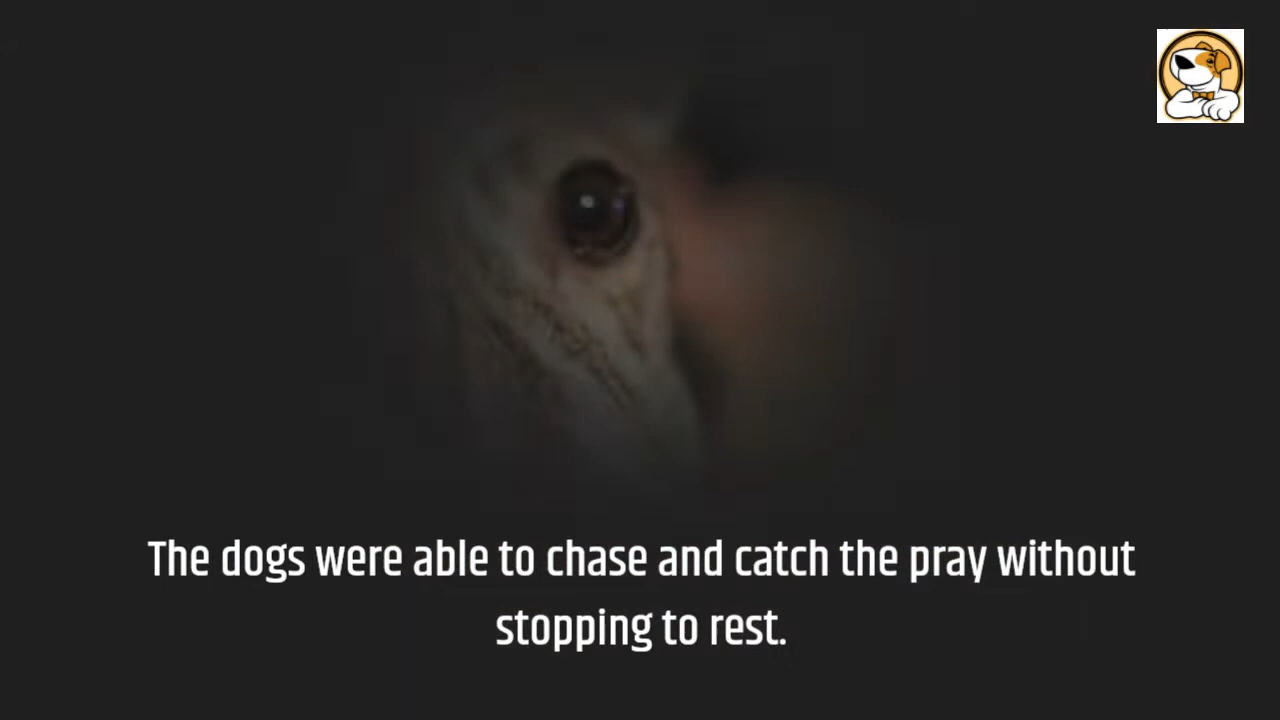 The dogs were able to chase and catch the pray without
stopping to rest.